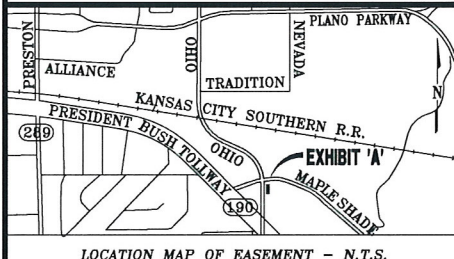 PLANO PARKWAY
PRESTON
OHIO
NEVADA
ALLIANCE
TRADITION
N
KANSAS CITY SOUTHERN R.R.
289
PRESIDENT BUSH TOLLWAY
OHIO
EXHIBIT 'A'
MAPLE SHADE
190
LOCATION MAP OF EASEMENT - N.T.S.